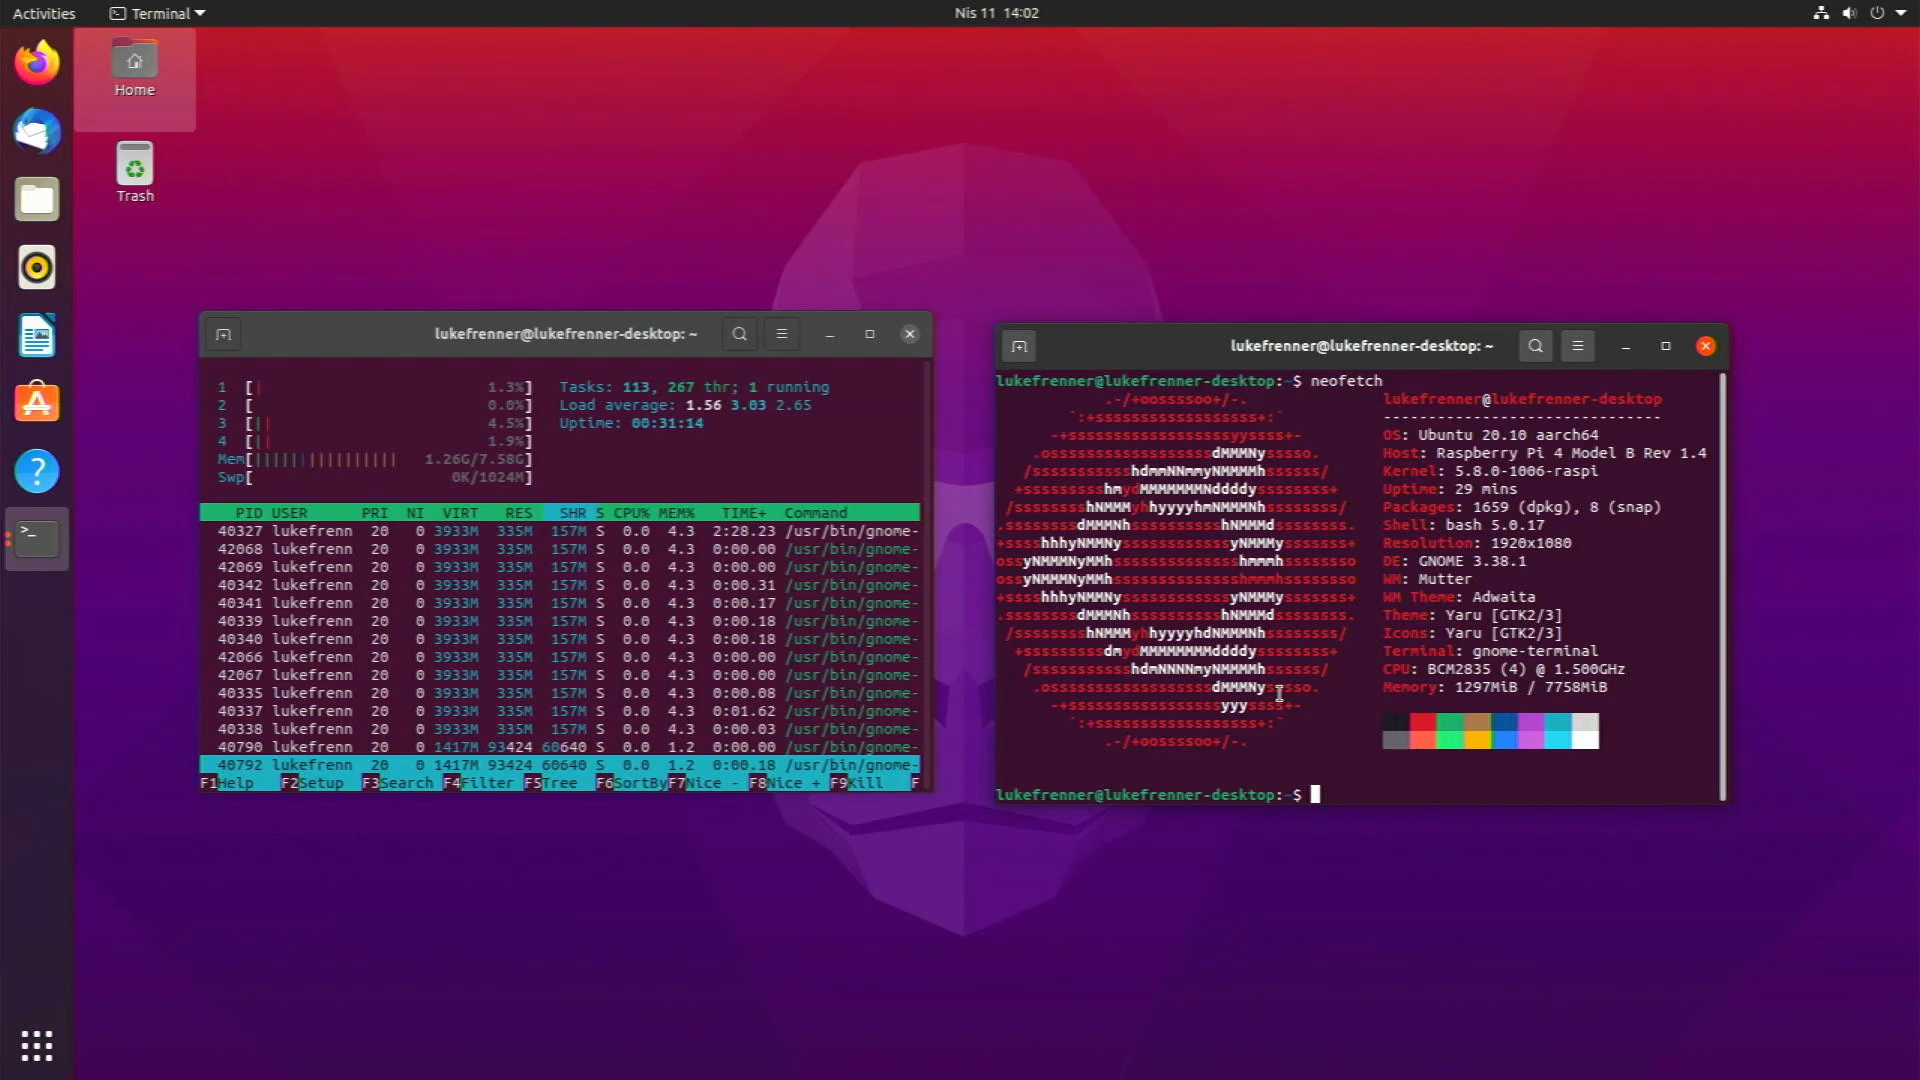 Activities
Terminal
Nis 11 14:02
Home
Trash
lukefrenner@lukefrenner-desktop: ~
1 [| 1.3%]
2 [ 0.0%]
3 [|| 4.5%]
4 [|| 1.9%]
Mem[|||||||||||||||| 1.26G/7.58G]
Swp[ 0K/1024M]
Tasks: 113, 267 thr; 1 running
Load average: 1.56 3.03 2.65
Uptime: 00:31:14
PID USER PRI NI VIRT RES SHR S CPU% MEM% TIME+ Command
40327 lukefrenn 20 0 3933M 335M 157M S 0.0 4.3 2:28.23 /usr/bin/gnome-
42068 lukefrenn 20 0 3933M 335M 157M S 0.0 4.3 0:00.00 /usr/bin/gnome-
42069 lukefrenn 20 0 3933M 335M 157M S 0.0 4.3 0:00.00 /usr/bin/gnome-
40342 lukefrenn 20 0 3933M 335M 157M S 0.0 4.3 0:00.31 /usr/bin/gnome-
40341 lukefrenn 20 0 3933M 335M 157M S 0.0 4.3 0:00.17 /usr/bin/gnome-
40339 lukefrenn 20 0 3933M 335M 157M S 0.0 4.3 0:00.18 /usr/bin/gnome-
40340 lukefrenn 20 0 3933M 335M 157M S 0.0 4.3 0:00.18 /usr/bin/gnome-
42066 lukefrenn 20 0 3933M 335M 157M S 0.0 4.3 0:00.00 /usr/bin/gnome-
42067 lukefrenn 20 0 3933M 335M 157M S 0.0 4.3 0:00.00 /usr/bin/gnome-
40335 lukefrenn 20 0 3933M 335M 157M S 0.0 4.3 0:00.08 /usr/bin/gnome-
40337 lukefrenn 20 0 3933M 335M 157M S 0.0 4.3 0:01.62 /usr/bin/gnome-
40338 lukefrenn 20 0 3933M 335M 157M S 0.0 4.3 0:00.03 /usr/bin/gnome-
40790 lukefrenn 20 0 1417M 93424 60640 S 0.0 1.2 0:00.00 /usr/bin/gnome-
40792 lukefrenn 20 0 1417M 93424 60640 S 0.0 1.2 0:00.18 /usr/bin/gnome-
F1Help F2Setup F3Search F4Filter F5Tree F6SortBy F7Nice - F8Nice + F9Kill F
lukefrenner@lukefrenner-desktop: ~
lukefrenner@lukefrenner-desktop:~$ neofetch
lukefrenner@lukefrenner-desktop
-------------------------------
OS: Ubuntu 20.10 aarch64
Host: Raspberry Pi 4 Model B Rev 1.4
Kernel: 5.8.0-1006-raspi
Uptime: 29 mins
Packages: 1659 (dpkg), 8 (snap)
Shell: bash 5.0.17
Resolution: 1920x1080
DE: GNOME 3.38.1
WM: Mutter
WM Theme: Adwaita
Theme: Yaru [GTK2/3]
Icons: Yaru [GTK2/3]
Terminal: gnome-terminal
CPU: BCM2835 (4) @ 1.500GHz
Memory: 1297MiB / 7758MiB
lukefrenner@lukefrenner-desktop:~$